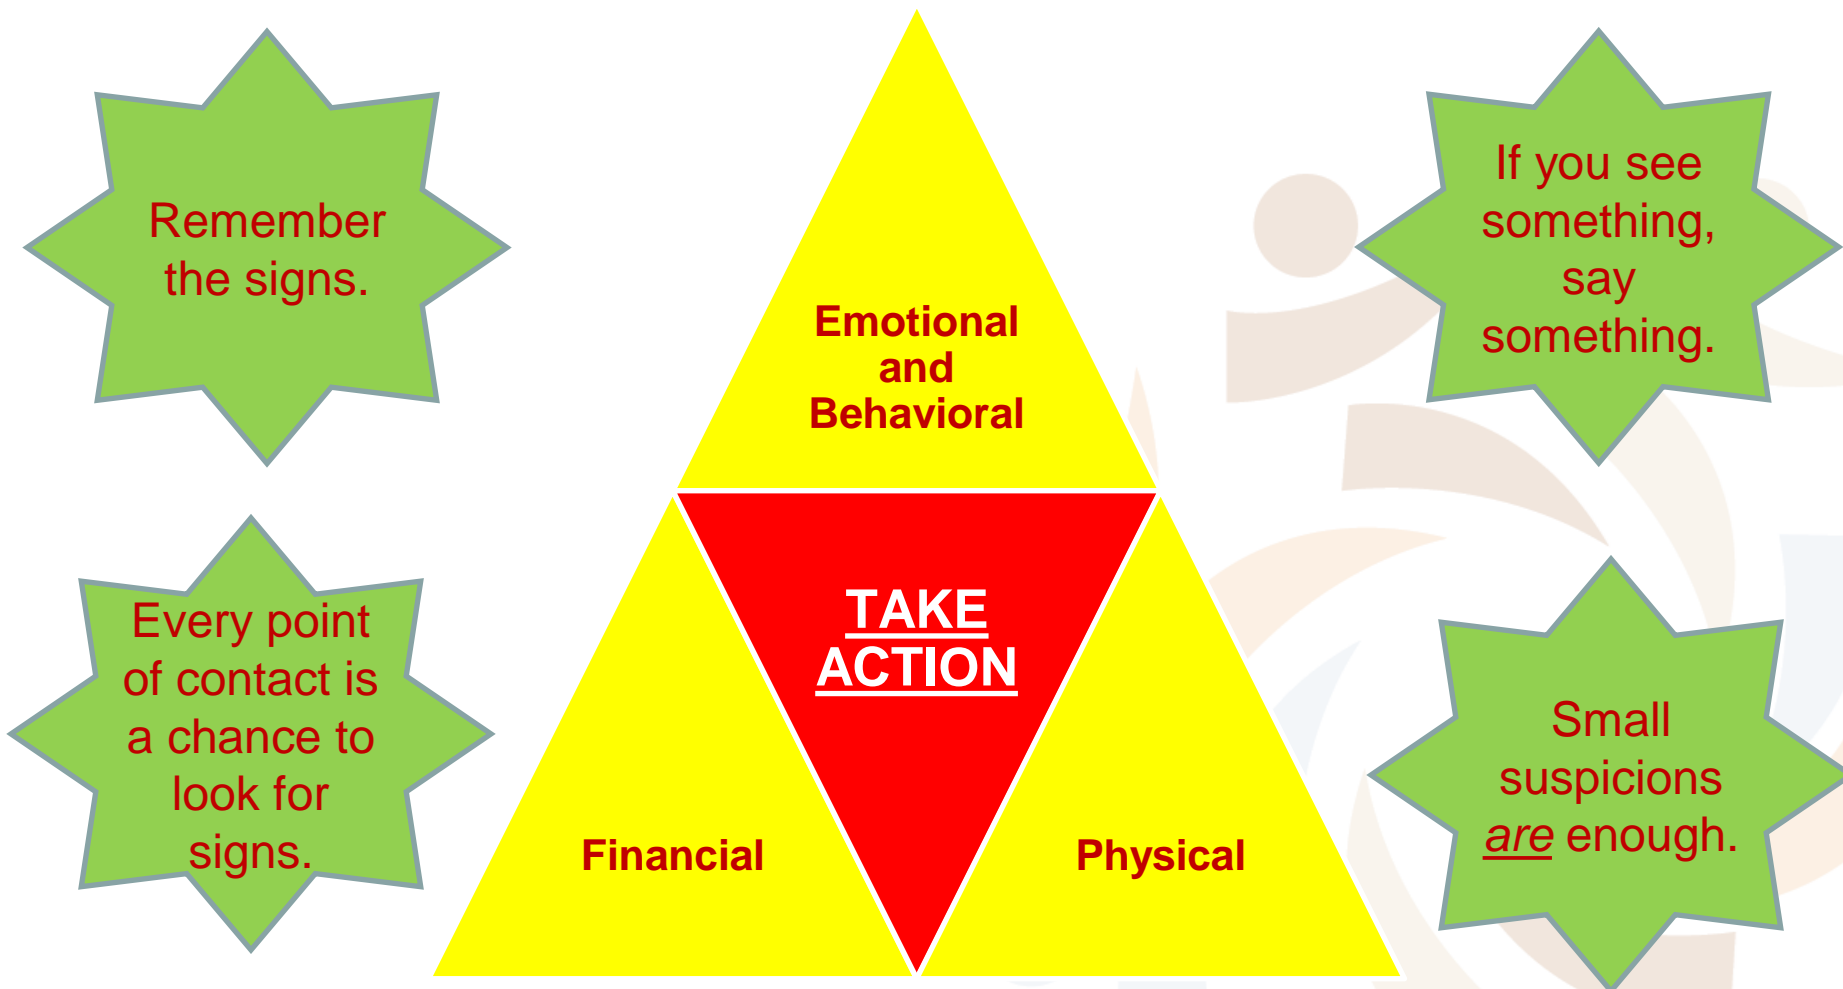 Remember
the signs.
Emotional
and
Behavioral
If you see
something,
say
something.
Every point
of contact is
a chance to
look for
signs.
TAKE
ACTION
Financial
Physical
Small
suspicions
are enough.